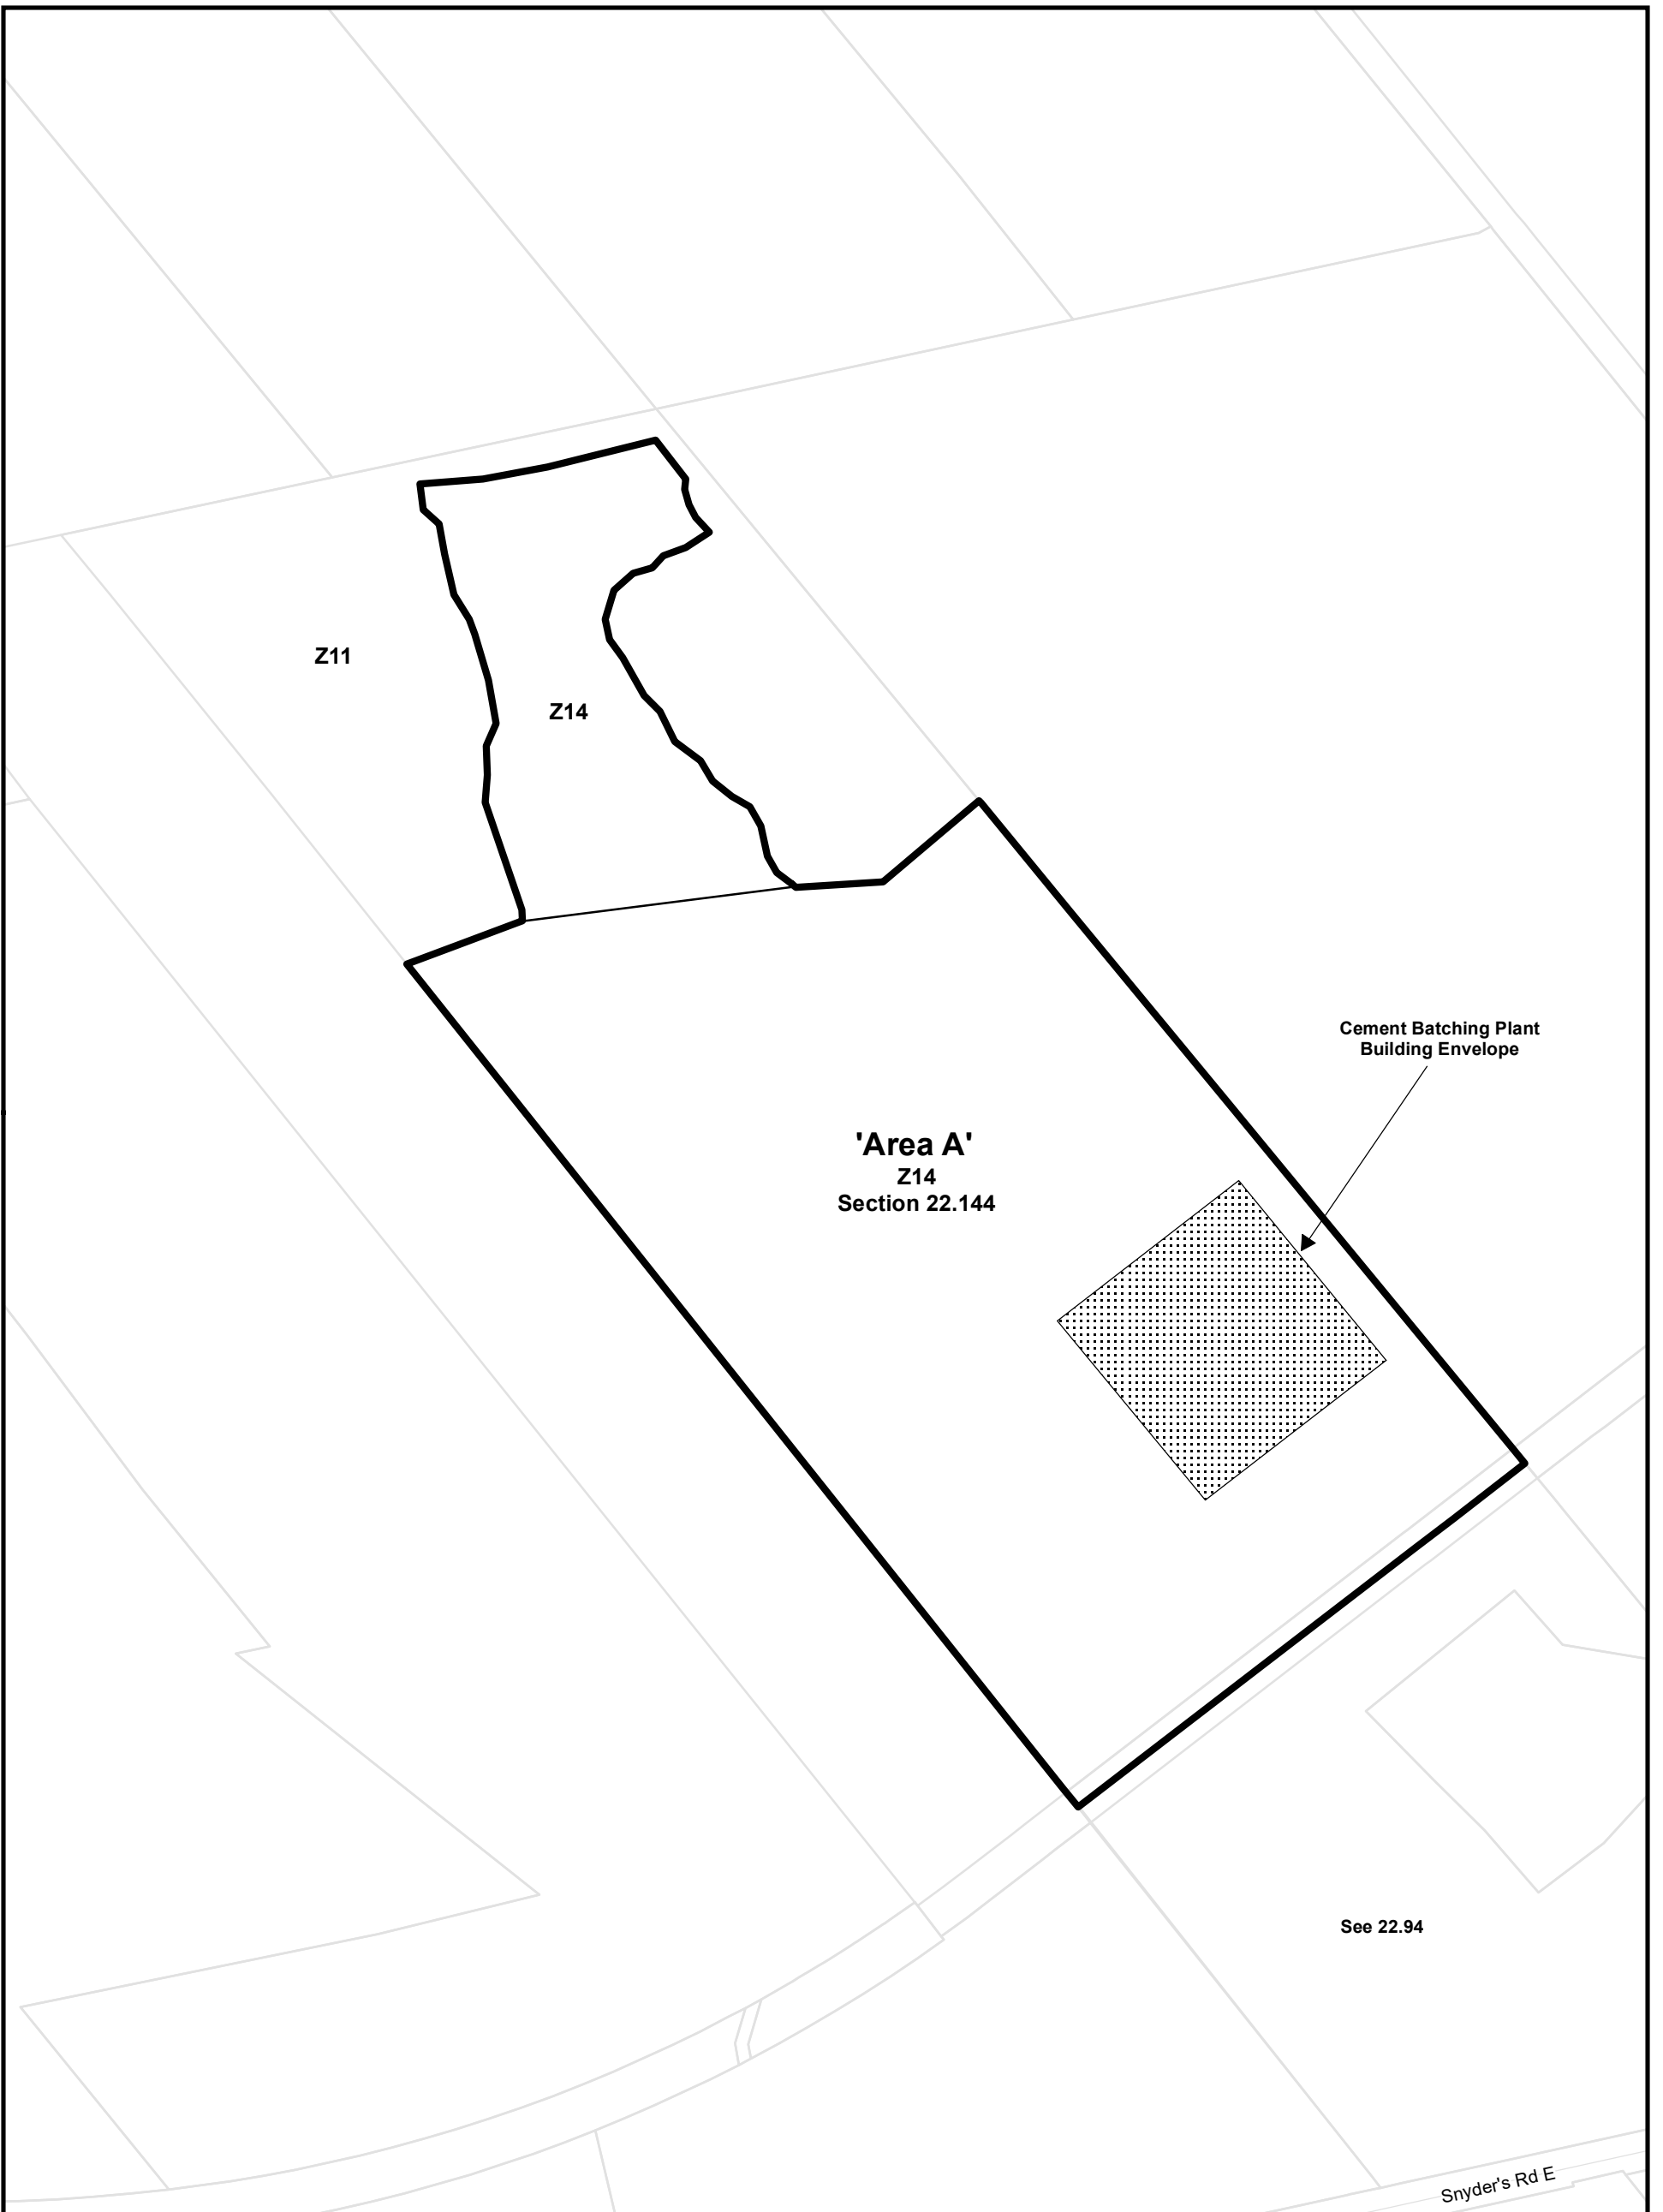 Z11
Z14
Cement Batching Plant
Building Envelope
'Area A'
Z14
Section 22.144
See 22.94
Snyder's Rd E